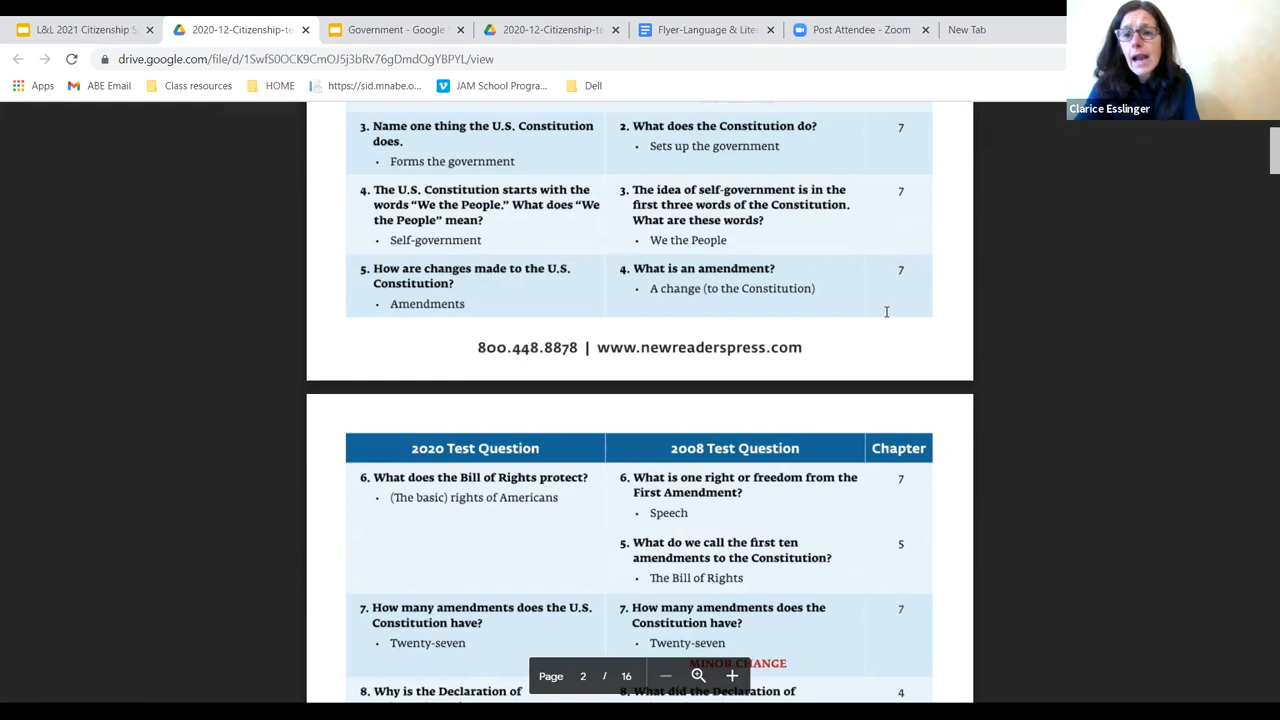 L&L 2021 Citizenship S
2020-12-Citizenship-te
Government - Google
2020-12-Citizenship-te
Flyer-Language & Lite
Post Attendee - Zoom
New Tab
drive.google.com/file/d/1SwfS0OCK9CmOJ5j3bRv76gDmdOgYBPYL/view
Apps
ABE Email
Class resources
HOME
https://sid.mnabe.o...
JAM School Progra...
Dell
Clarice Esslinger
3. Name one thing the U.S. Constitution
does.
• Forms the government
2. What does the Constitution do?
• Sets up the government
7
4. The U.S. Constitution starts with the
words “We the People.” What does “We
the People” mean?
• Self-government
3. The idea of self-government is in the
first three words of the Constitution.
What are these words?
• We the People
7
5. How are changes made to the U.S.
Constitution?
• Amendments
4. What is an amendment?
• A change (to the Constitution)
7
800.448.8878 | www.newreaderspress.com
2020 Test Question
2008 Test Question
Chapter
6. What does the Bill of Rights protect?
• (The basic) rights of Americans
6. What is one right or freedom from the
First Amendment?
• Speech
7
5. What do we call the first ten
amendments to the Constitution?
• The Bill of Rights
5
7. How many amendments does the U.S.
Constitution have?
• Twenty-seven
7. How many amendments does the
Constitution have?
• Twenty-seven
7
MINOR CHANGE
Page 2 / 16
8. Why is the Declaration of
8. What did the Declaration of
4